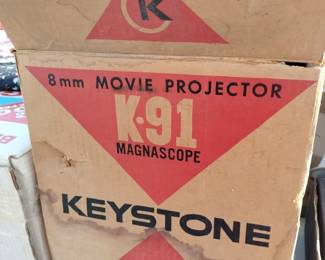 K
8mm MOVIE PROJECTOR
K•91
MAGNASCOPE
KEYSTONE